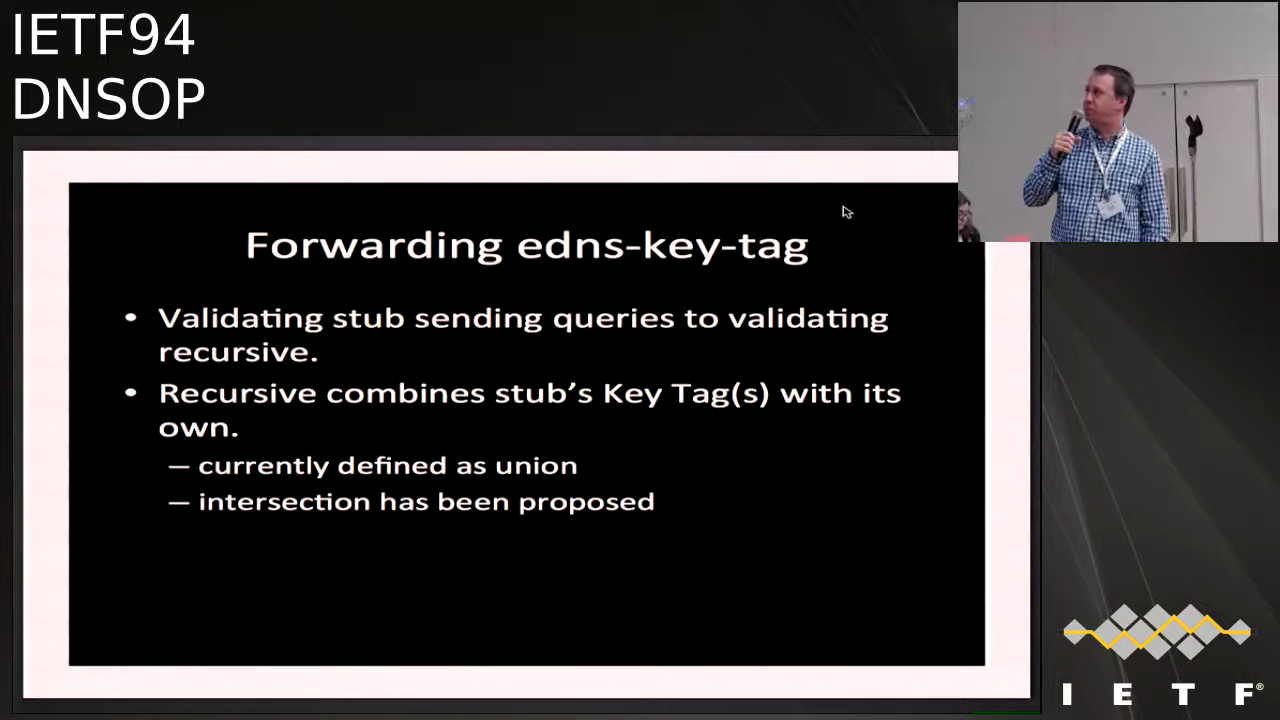 IETF94
DNSOP
Forwarding edns-key-tag
• Validating stub sending queries to validating
recursive.
• Recursive combines stub’s Key Tag(s) with its
own.
– currently defined as union
– intersection has been proposed
I E T F®